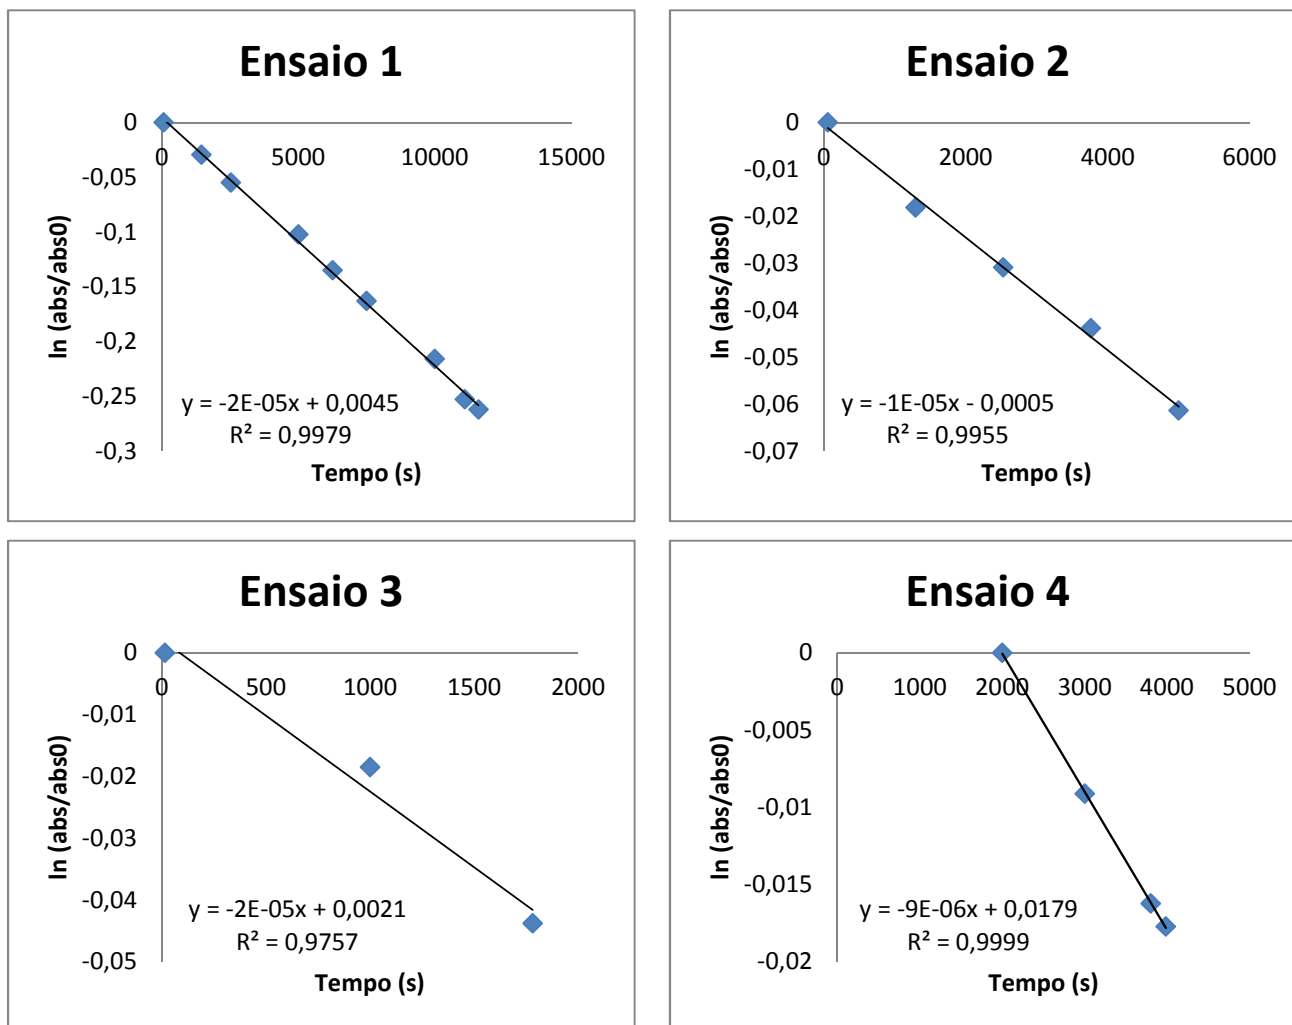 Ensaio 1
0
0 5000 10000 15000
-0,05
-0,1
-0,15
-0,2
-0,25
-0,3
ln (abs/abs0)
y = -2E-05x + 0,0045
R² = 0,9979
Tempo (s)
Ensaio 2
0
0 2000 4000 6000
-0,01
-0,02
-0,03
-0,04
-0,05
-0,06
-0,07
ln (abs/abs0)
y = -1E-05x - 0,0005
R² = 0,9955
Tempo (s)
Ensaio 3
0
0 500 1000 1500 2000
-0,01
-0,02
-0,03
-0,04
-0,05
ln (abs/abs0)
y = -2E-05x + 0,0021
R² = 0,9757
Tempo (s)
Ensaio 4
0
0 1000 2000 3000 4000 5000
-0,005
-0,01
-0,015
-0,02
ln (abs/abs0)
y = -9E-06x + 0,0179
R² = 0,9999
Tempo (s)